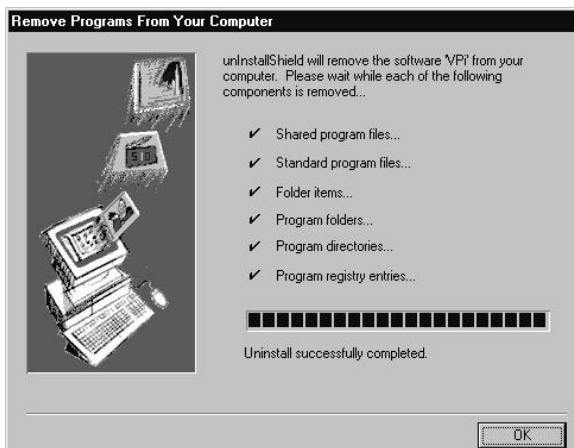 Remove Programs From Your Computer
unInstallShield will remove the software 'VPi' from your
computer. Please wait while each of the following
components is removed...
Shared program files...
Standard program files...
Folder items...
Program folders...
Program directories...
Program registry entries...
Uninstall successfully completed.
OK